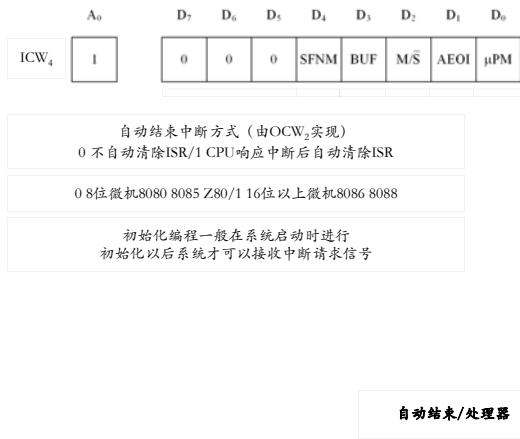 A₀ D₇ D₆ D₅ D₄ D₃ D₂ D₁ D₀
ICW₄ 1 0 0 0 SFNM BUF M/S̅ AEOI μPM
自动结束中断方式（由OCW₂实现）
0 不自动清除ISR/1 CPU响应中断后自动清除ISR
0 8位微机8080 8085 Z80/1 16位以上微机8086 8088
初始化编程一般在系统启动时进行
初始化以后系统才可以接收中断请求信号
自动结束/处理器